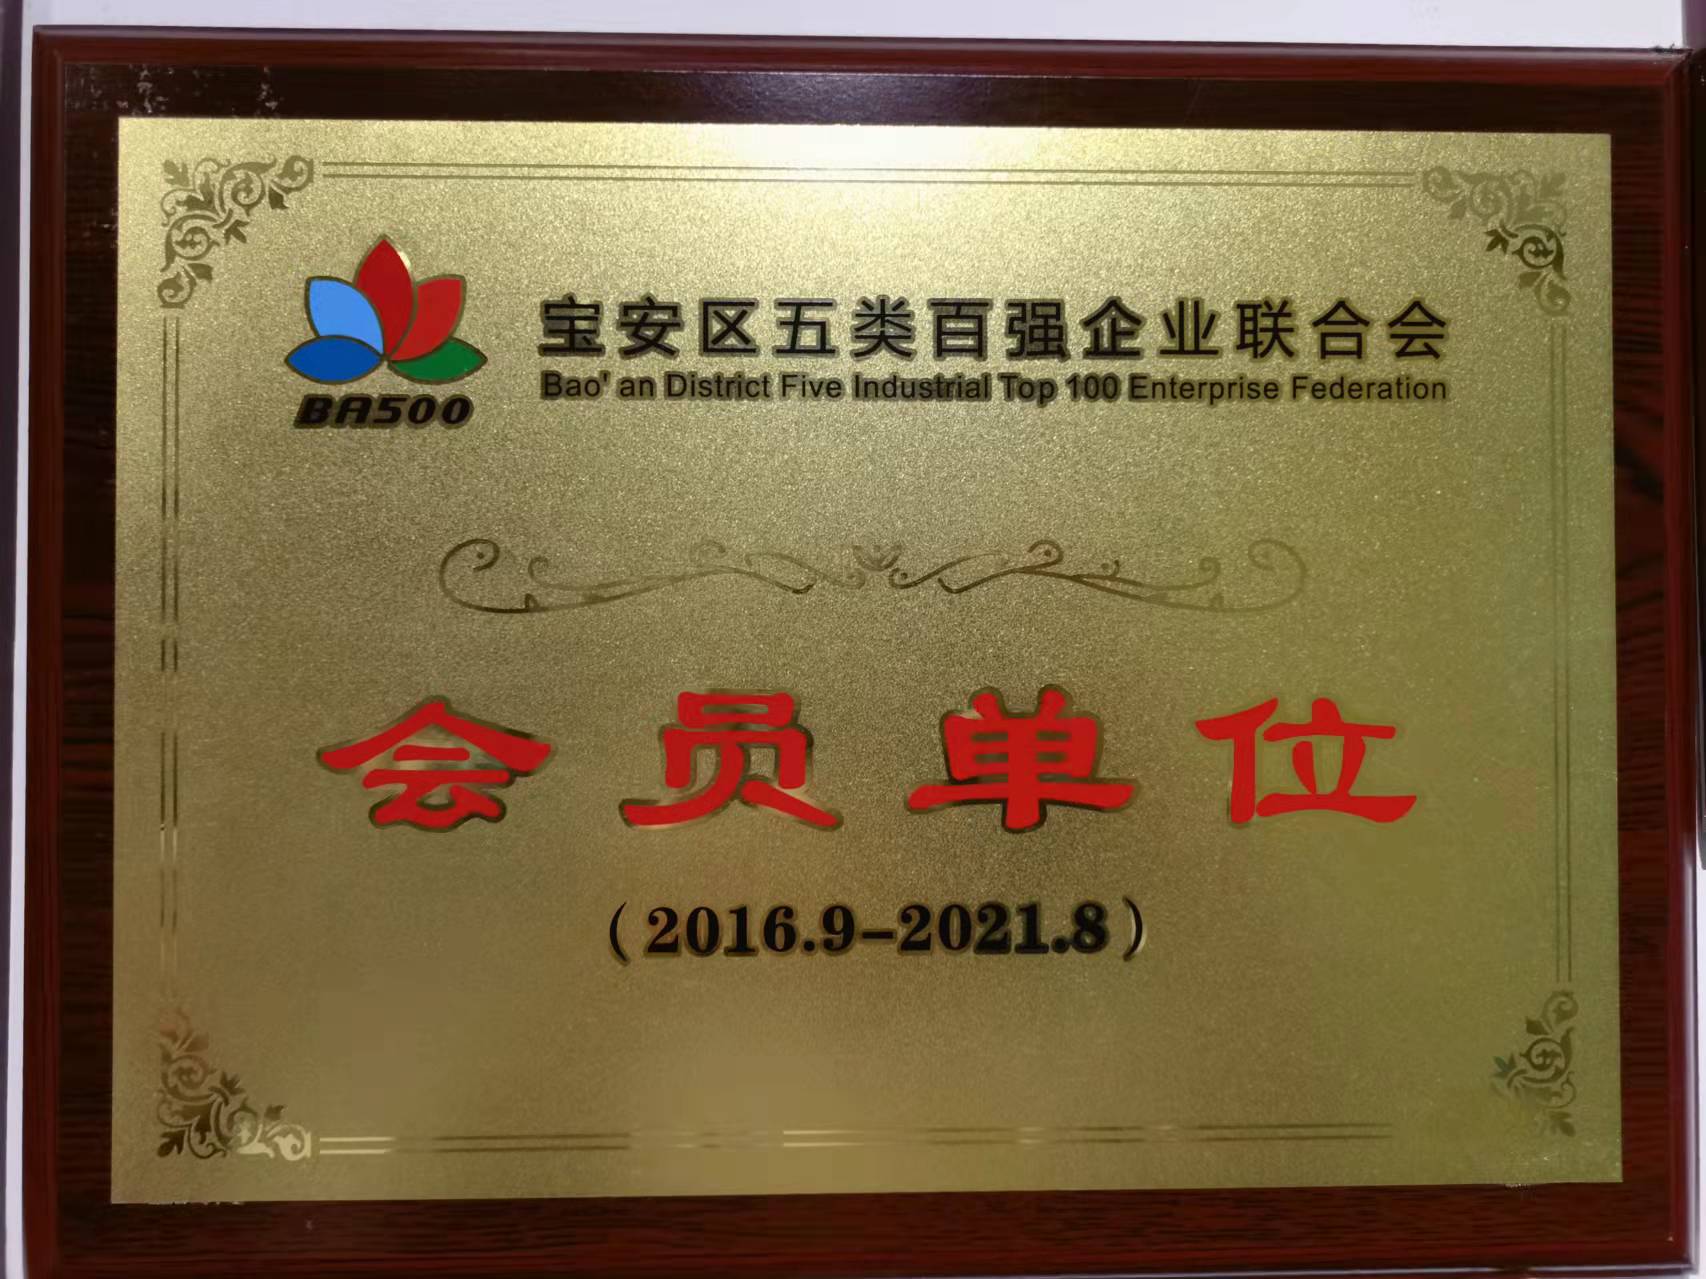 宝安区五类百强企业联合会
Bao' an District Five Industrial Top 100 Enterprise Federation
BA500
会员单位
（2016.9-2021.8）